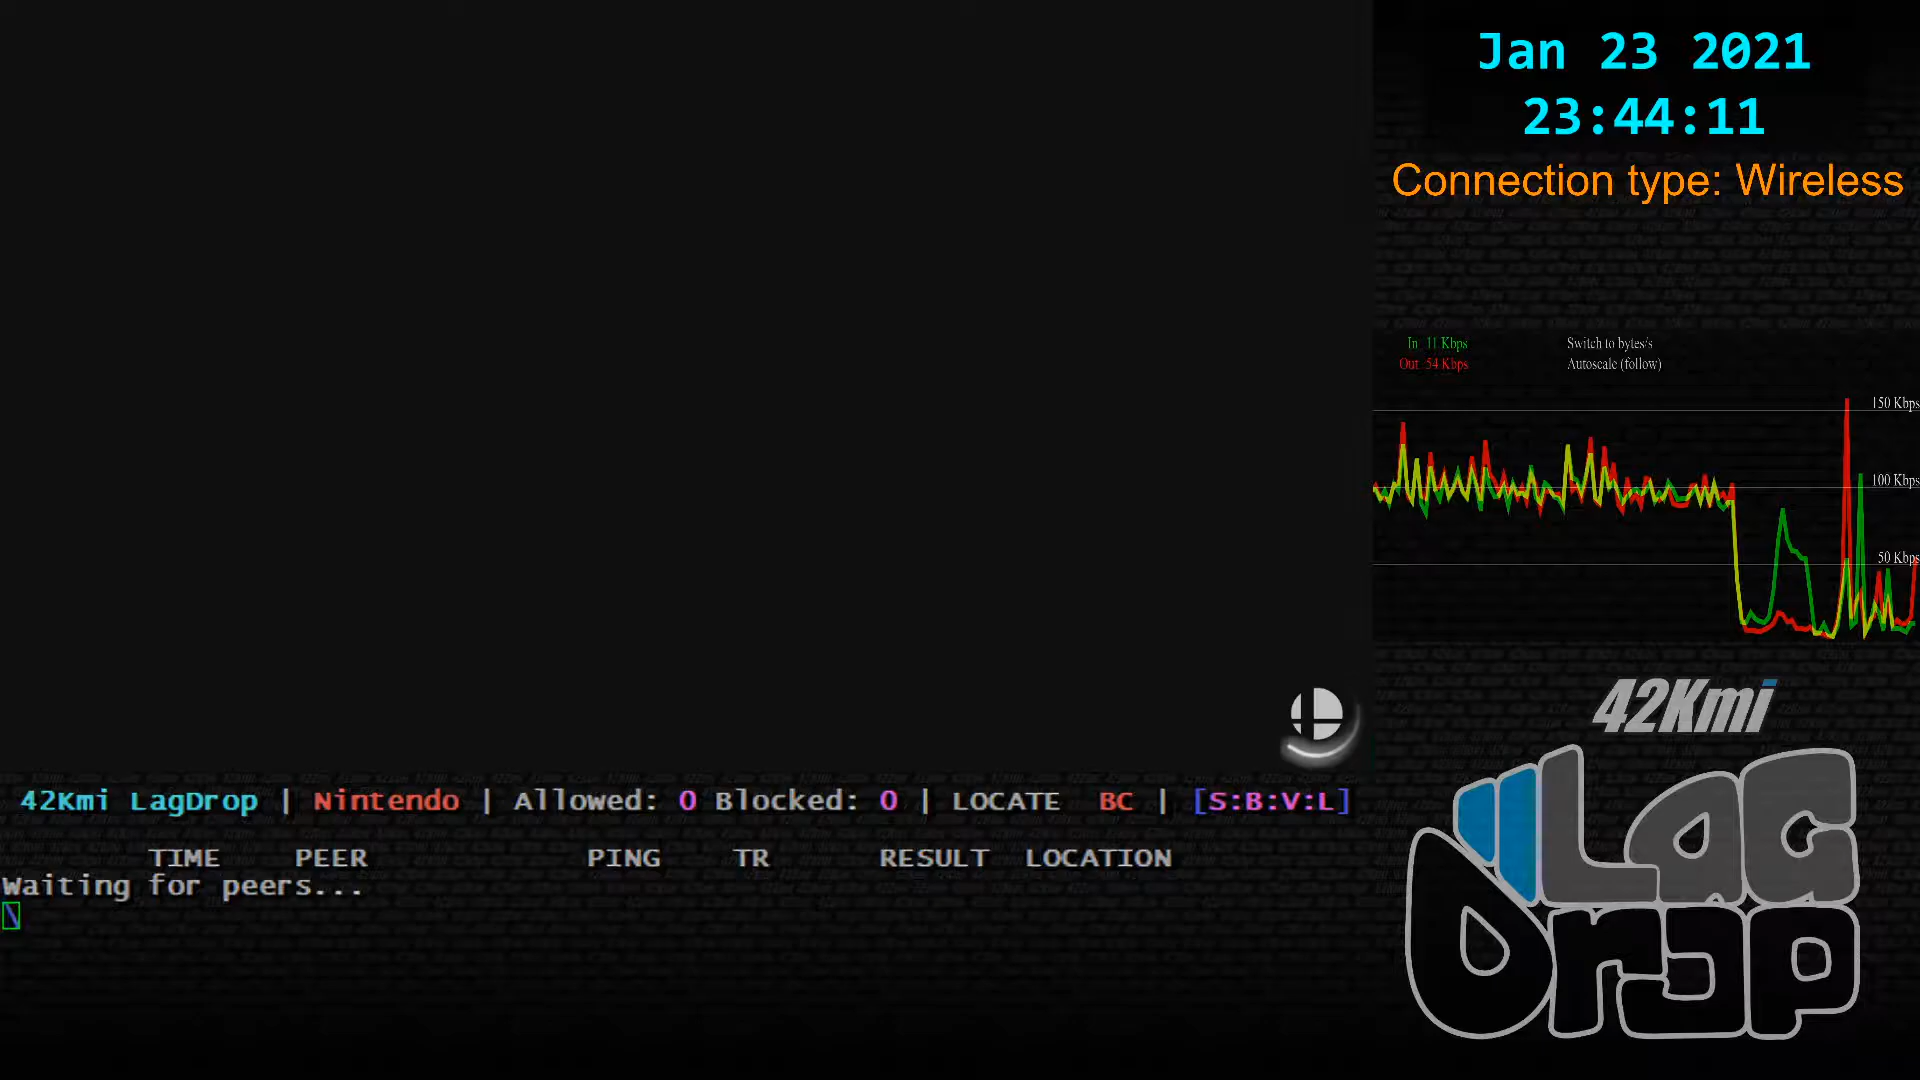 Jan 23 2021
23:44:11
Connection type: Wireless
In 11 Kbps
Switch to bytes/s
Out 54 Kbps
Autoscale (follow)
150 Kbps
100 Kbps
50 Kbps
42Kmi
LagDrop
42Kmi LagDrop | Nintendo | Allowed: 0 Blocked: 0 | LOCATE BC | [S:B:V:L]
TIME PEER PING TR RESULT LOCATION
Waiting for peers...